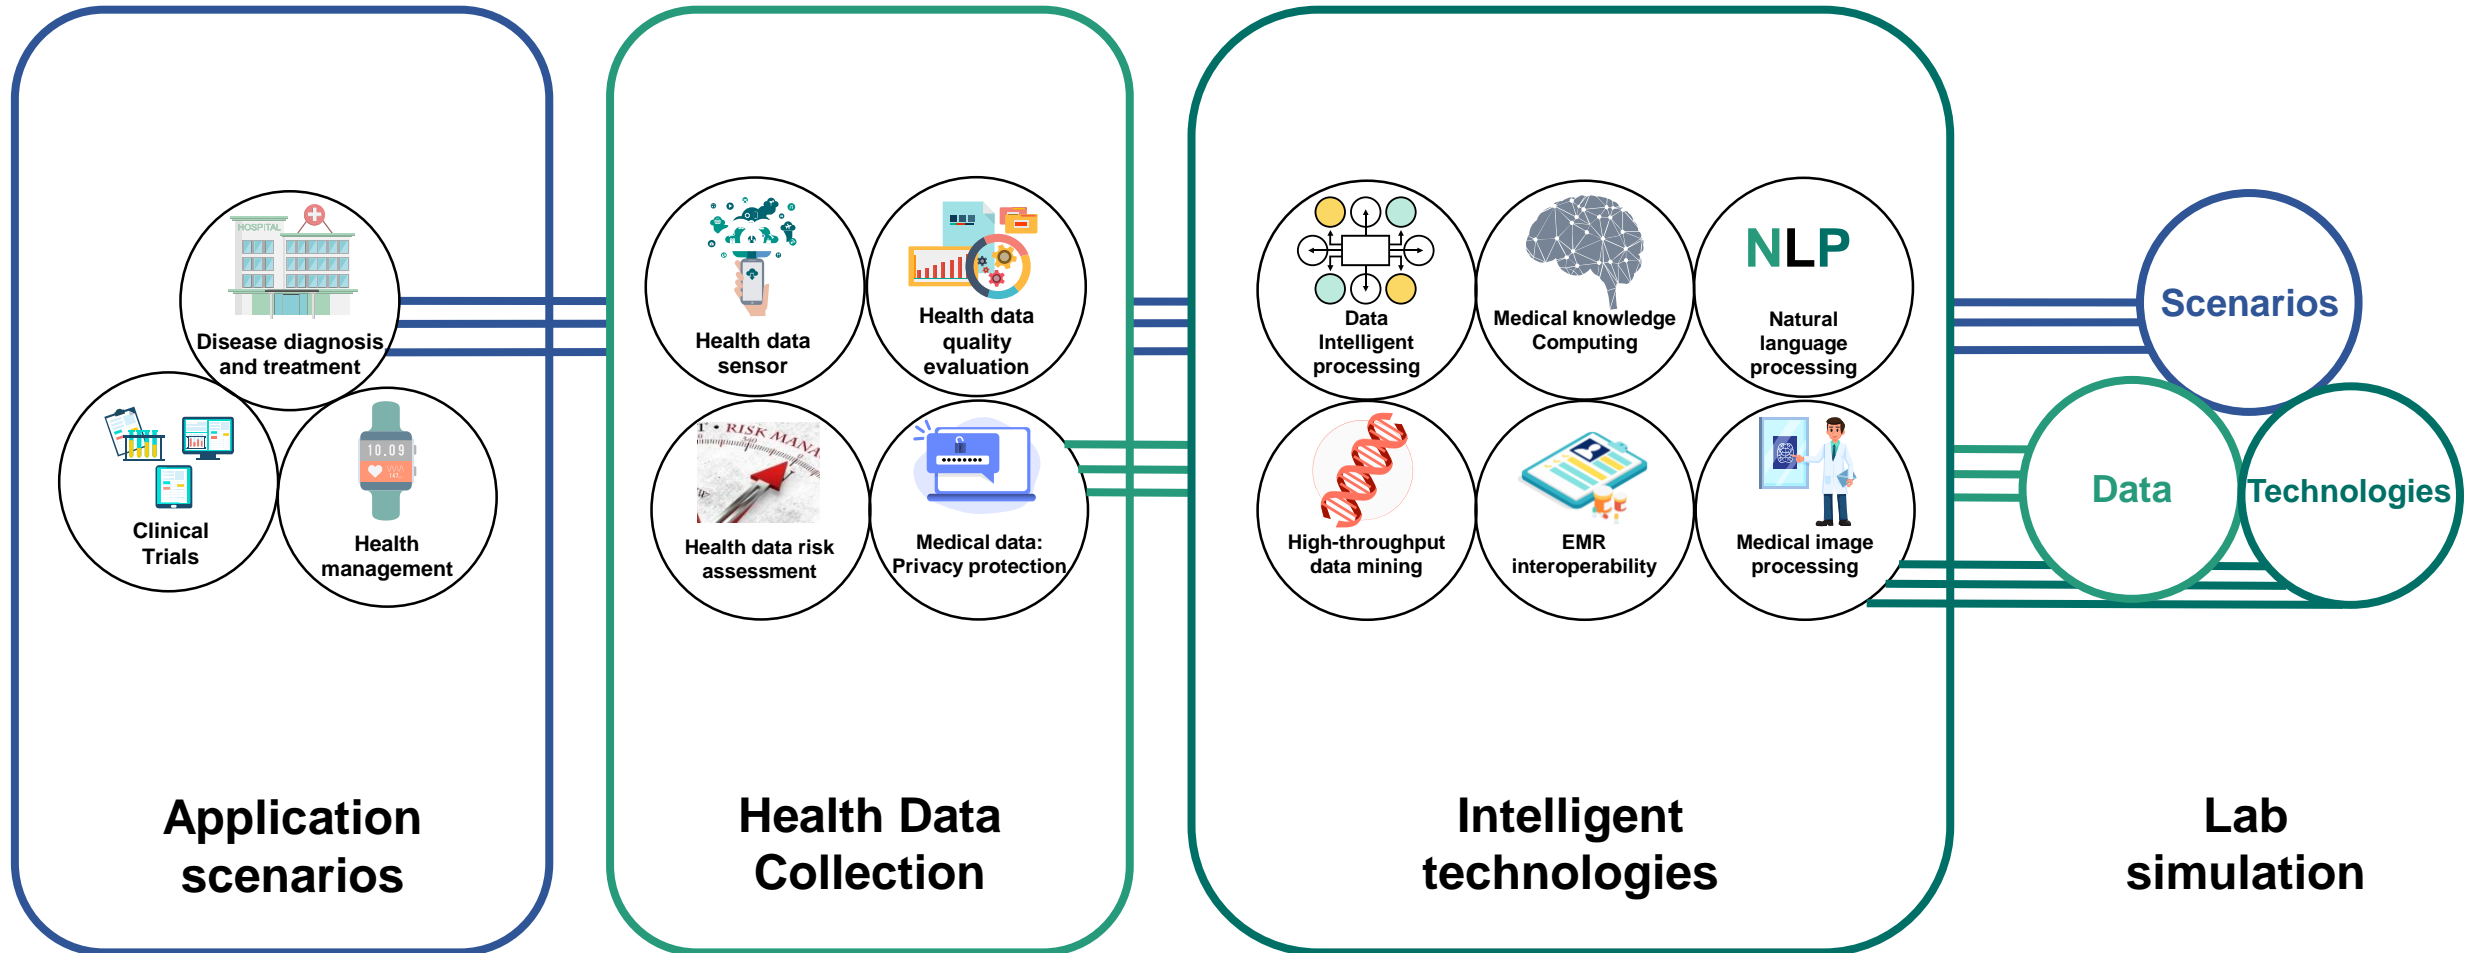 HOSPITAL
Disease diagnosis
and treatment
Clinical
Trials
10.09
Health
management
Application
scenarios
Health data
sensor
Health data
quality
evaluation
RISK MANA
Health data risk
assessment
Medical data:
Privacy protection
Health Data
Collection
Data
Intelligent
processing
Medical knowledge
Computing
NLP
Natural
language
processing
High-throughput
data mining
EMR
interoperability
Medical image
processing
Intelligent
technologies
Scenarios
Data
Technologies
Lab
simulation